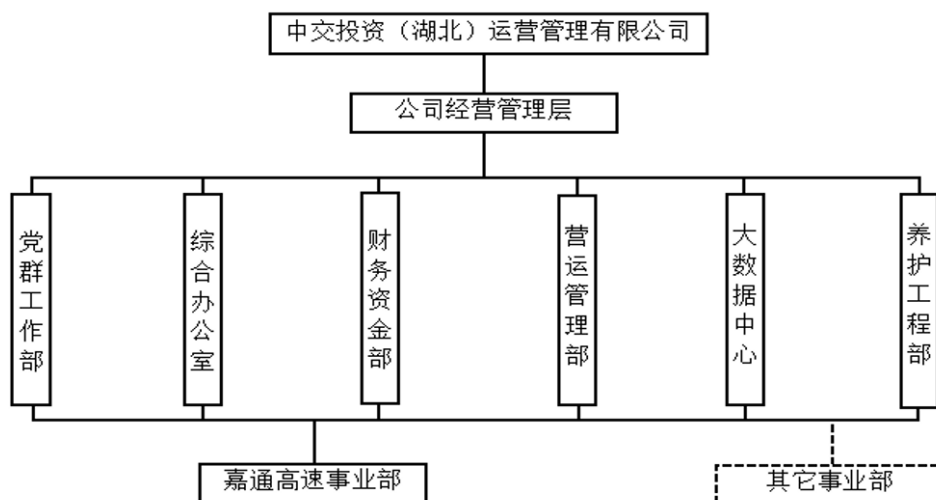 中交投资（湖北）运营管理有限公司
公司经营管理层
党群工作部
综合办公室
财务资金部
营运管理部
大数据中心
养护工程部
嘉通高速事业部
其它事业部